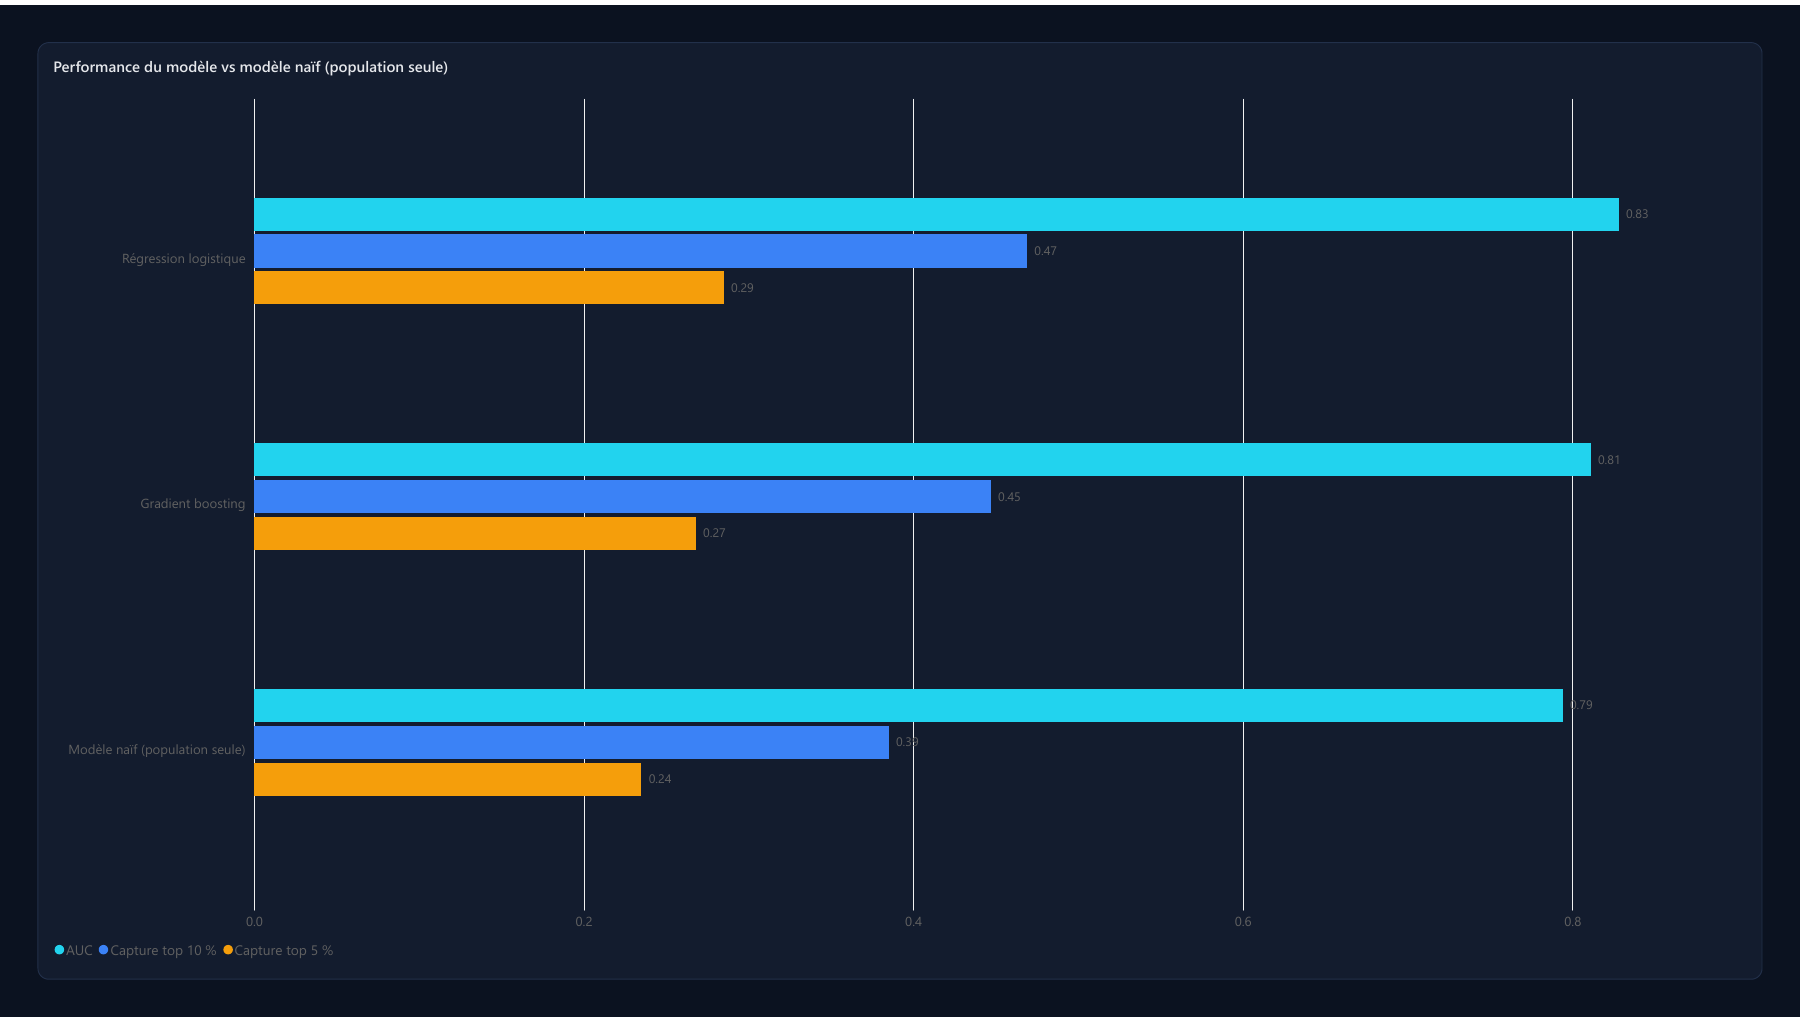 Performance du modèle vs modèle naïf (population seule)
0.83
Régression logistique
0.47
0.29
0.81
Gradient boosting
0.45
0.27
0.79
Modèle naïf (population seule)
0.39
0.24
0.0 0.2 0.4 0.6 0.8
AUC Capture top 10 % Capture top 5 %